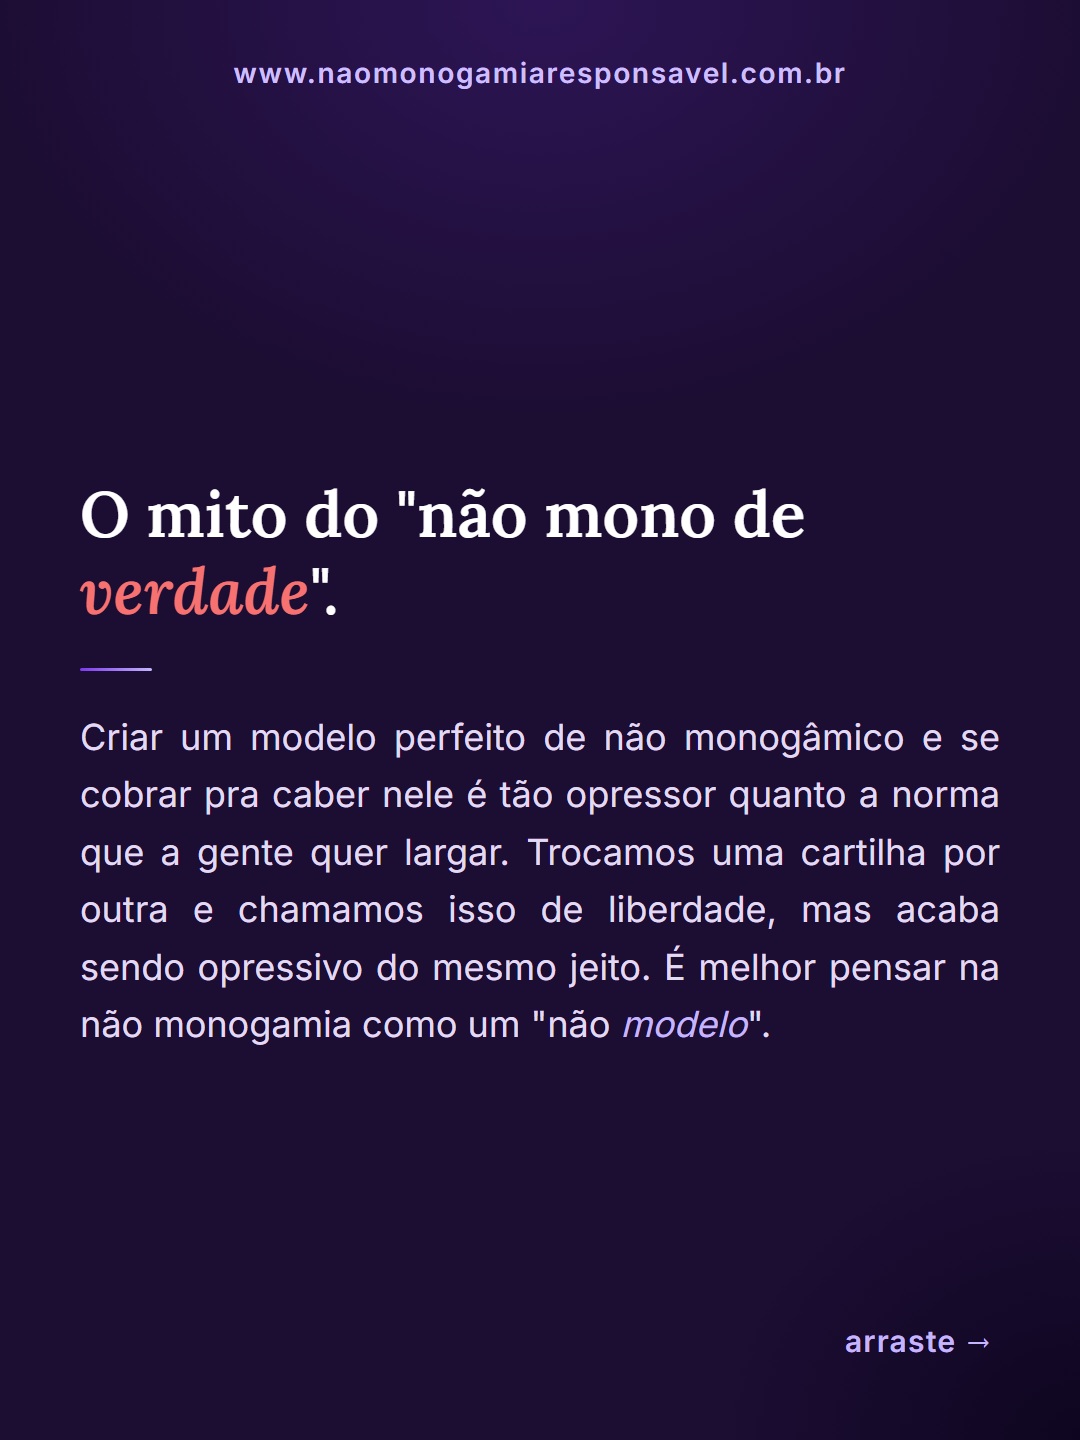 www.naomonogamiaresponsavel.com.br
O mito do "não mono de
verdade".
Criar um modelo perfeito de não monogâmico e se
cobrar pra caber nele é tão opressor quanto a norma
que a gente quer largar. Trocamos uma cartilha por
outra e chamamos isso de liberdade, mas acaba
sendo opressivo do mesmo jeito. É melhor pensar na
não monogamia como um "não modelo".
arraste →